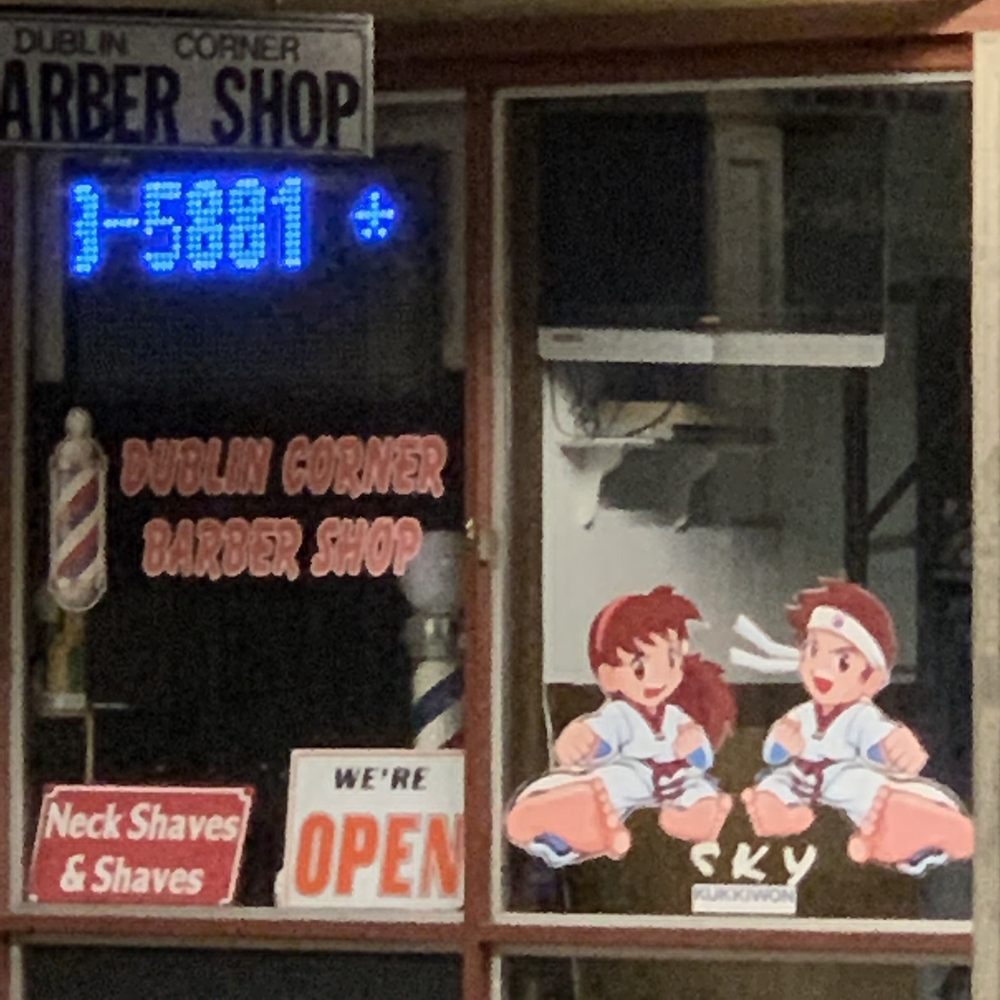 DUBLIN CORNER
ARBER SHOP
)-5881 +
DUBLIN CORNER
BARBER SHOP
WE'RE
OPEN
Neck Shaves
& Shaves
SKY
KUKKIWON